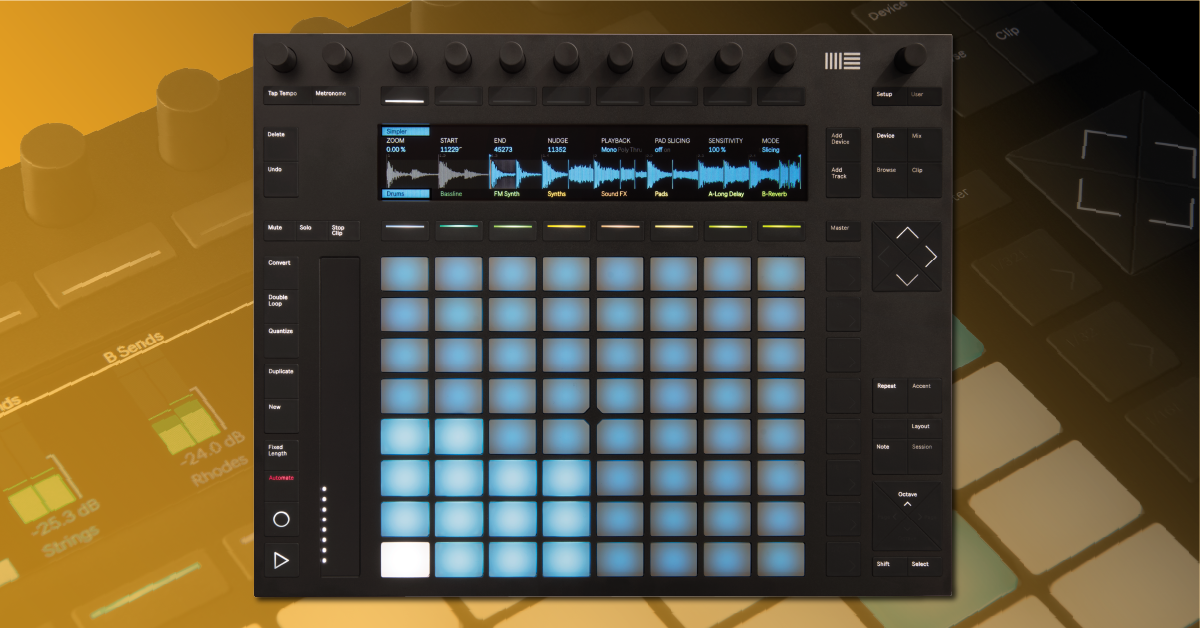 Device
Clip
Tap Tempo Metronome
Setup User
Delete
Simpler
ZOOM START END NUDGE PLAYBACK PAD SLICING SENSITIVITY MODE
0.00 % 11229 45273 11352 Mono Poly Thru off 100 % Slicing
Add
Device
Device Mix
Undo
Add
Track
Browse Clip
Drums Bassline FM Synth Synths Sound FX Pads A-Long Delay B-Reverb
Mute Solo Stop
Clip
Master
Convert
Double
Loop
Quantize
B Sends
Duplicate
Repeat Accent
New
Layout
Fixed
Length
Note Session
Automate
Octave
Shift Select
-24.0 dB
Rhodes
-25.3 dB
Strings